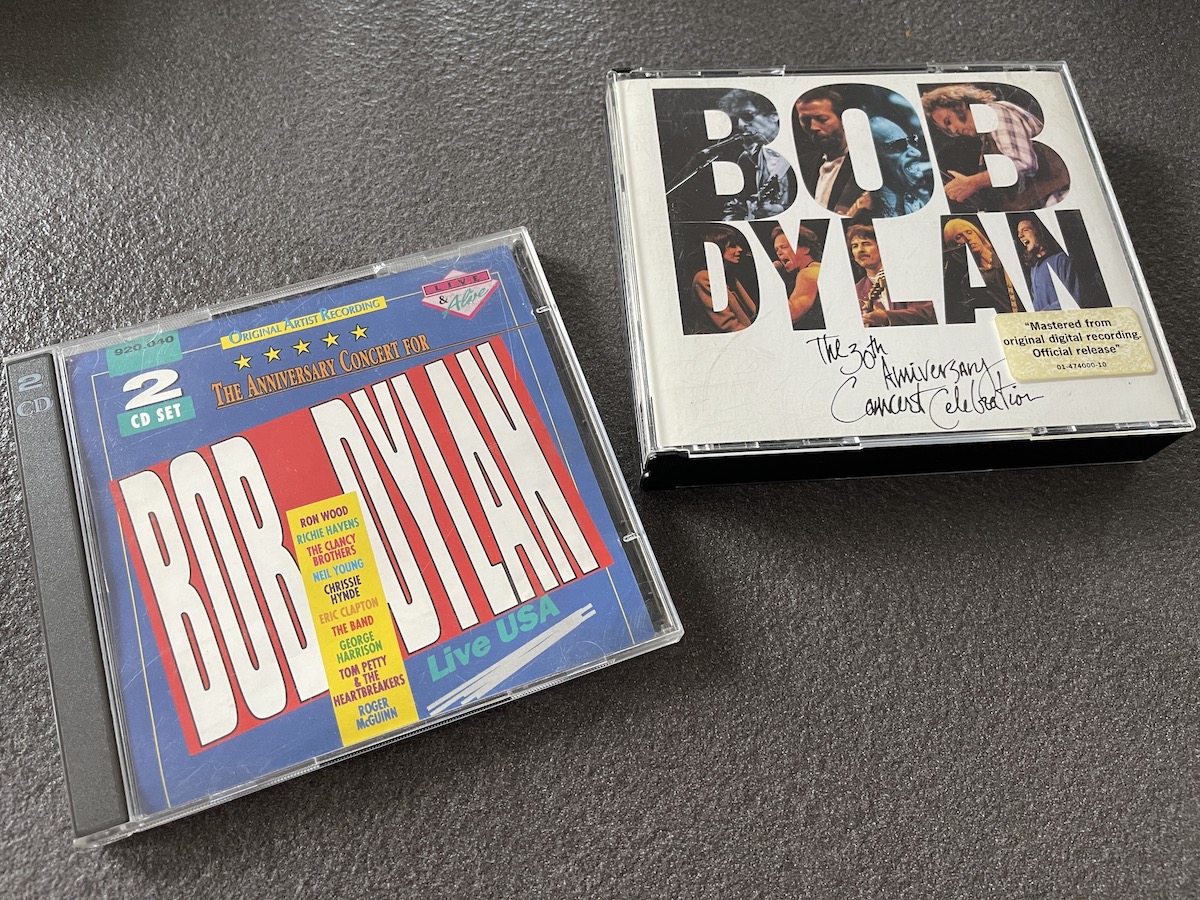 2
CD
920.040
2
CD SET
ORIGINAL ARTIST RECORDING
LIVE
& Alive
THE ANNIVERSARY CONCERT FOR
BOB DYLAN
RON WOOD
RICHIE HAVENS
THE CLANCY
BROTHERS
NEIL YOUNG
CHRISSIE
HYNDE
ERIC CLAPTON
THE BAND
GEORGE
HARRISON
TOM PETTY
& THE
HEARTBREAKERS
ROGER
McGUINN
Live USA
BOB
DYLAN
The 30th
Anniversary
Concert Celebration
"Mastered from
original digital recording.
Official release"
01-474000-10